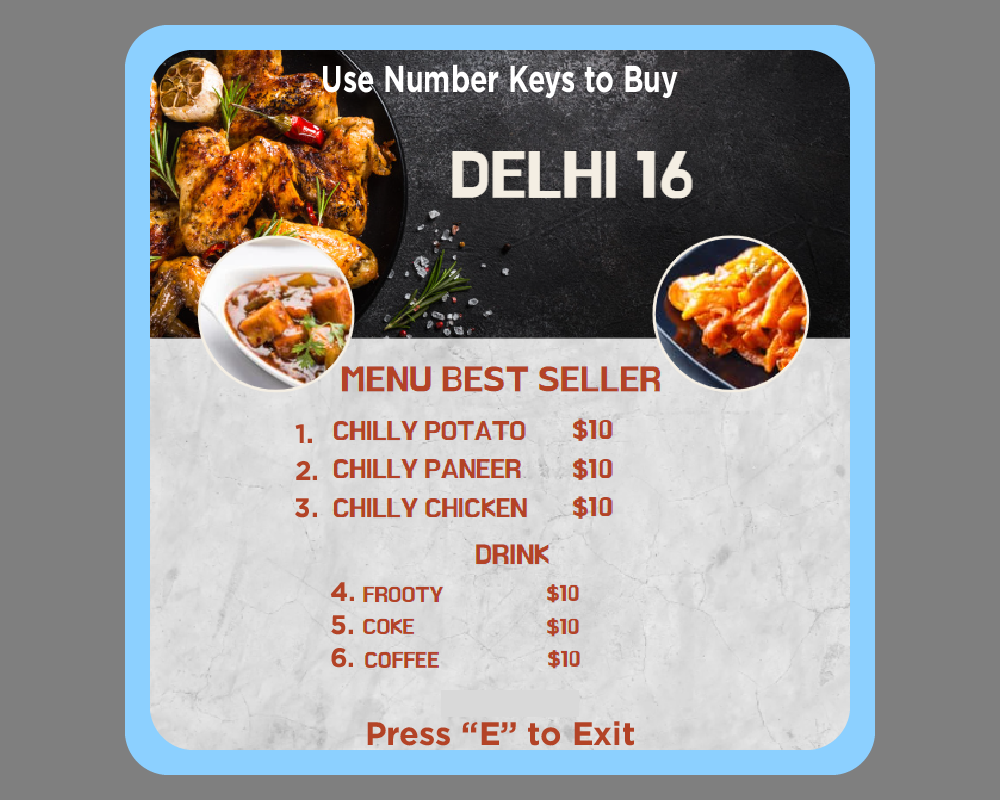 Use Number Keys to Buy
DELHI 16
MENU BEST SELLER
1. CHILLY POTATO $10
2. CHILLY PANEER $10
3. CHILLY CHICKEN $10
DRINK
4. FROOTY $10
5. COKE $10
6. COFFEE $10
Press “E” to Exit